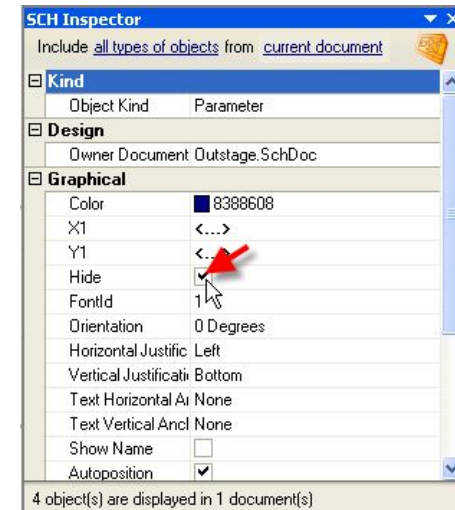 SCH Inspector
Include all types of objects from current document
Kind
Object Kind Parameter
Design
Owner Document Outstage.SchDoc
Graphical
Color 8388608
X1 <...>
Y1 <...>
Hide
FontId 1
Orientation 0 Degrees
Horizontal Justific Left
Vertical Justificati Bottom
Text Horizontal Ai None
Text Vertical Ancl None
Show Name
Autoposition
4 object(s) are displayed in 1 document(s)